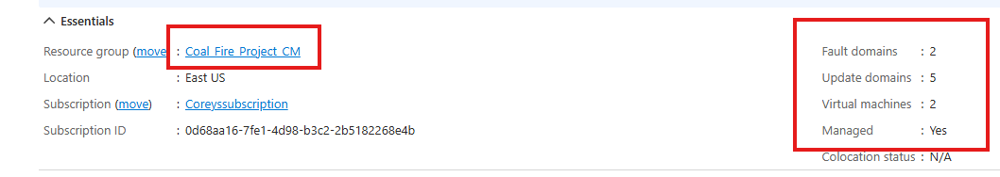 Essentials
Resource group (move : Coal_Fire_Project_CM
Location : East US
Subscription (move) : Coreyssubscription
Subscription ID : 0d68aa16-7fe1-4d98-b3c2-2b5182268e4b
Fault domains : 2
Update domains : 5
Virtual machines : 2
Managed : Yes
Colocation status : N/A